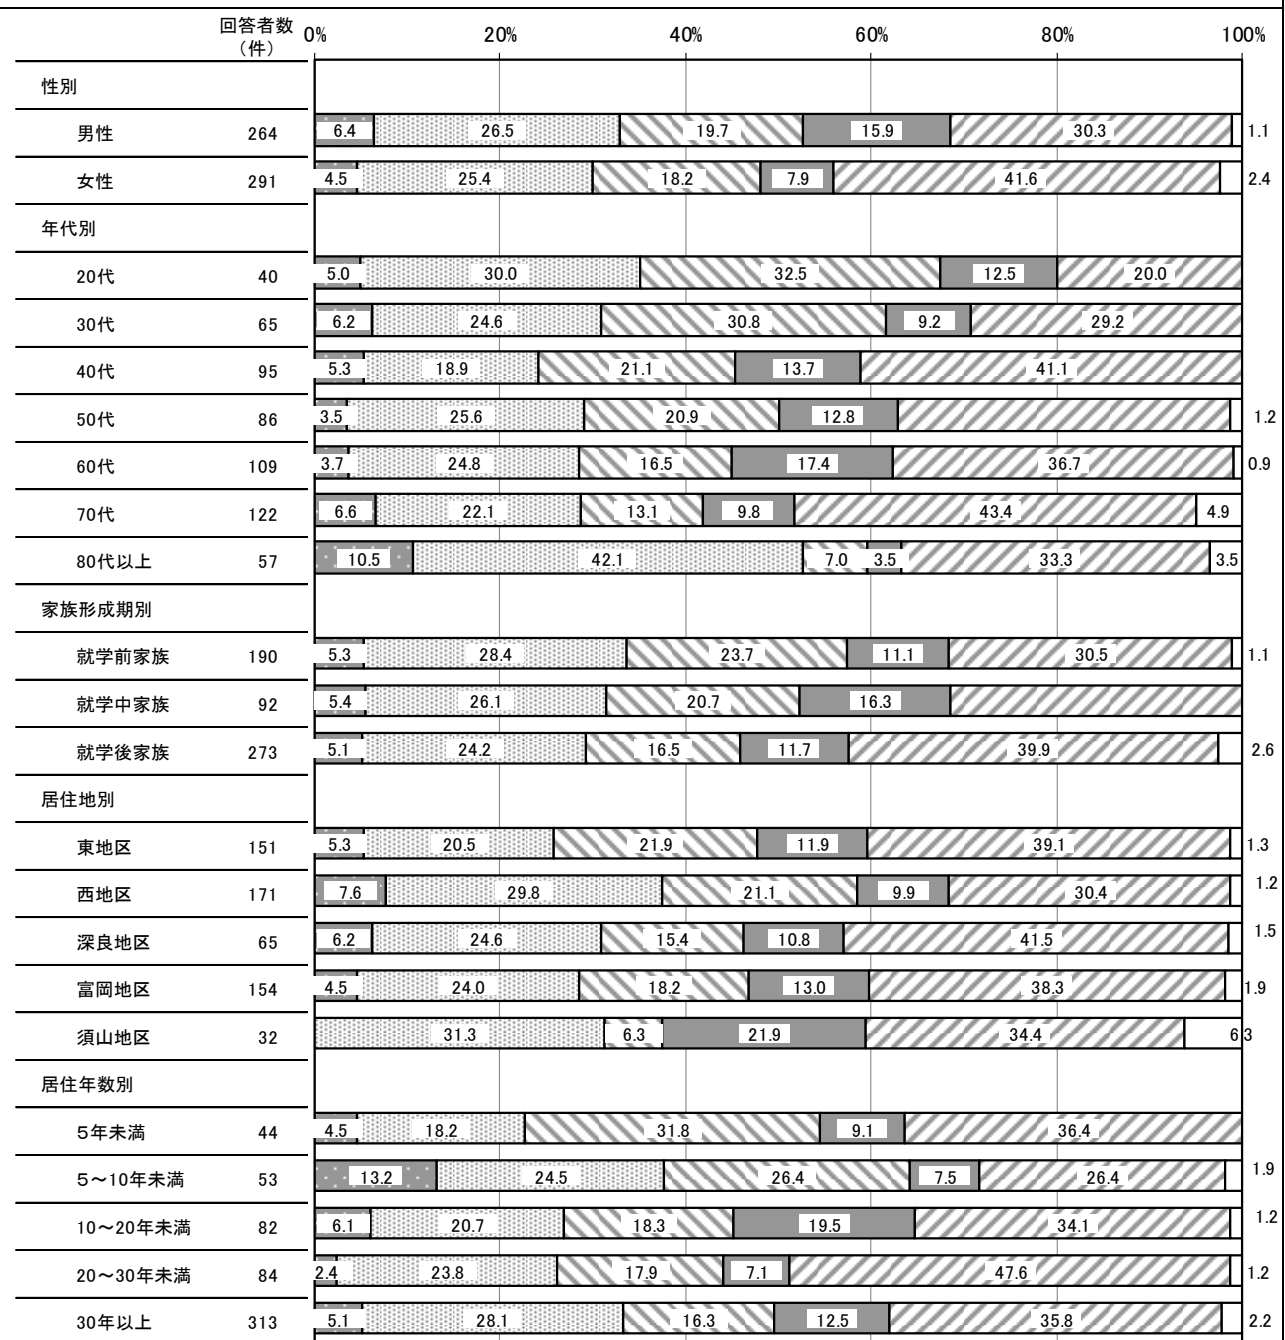 回答者数
（件）
0% 20% 40% 60% 80% 100%
性別
男性 264 6.4 26.5 19.7 15.9 30.3 1.1
女性 291 4.5 25.4 18.2 7.9 41.6 2.4
年代別
20代 40 5.0 30.0 32.5 12.5 20.0
30代 65 6.2 24.6 30.8 9.2 29.2
40代 95 5.3 18.9 21.1 13.7 41.1
50代 86 3.5 25.6 20.9 12.8 1.2
60代 109 3.7 24.8 16.5 17.4 36.7 0.9
70代 122 6.6 22.1 13.1 9.8 43.4 4.9
80代以上 57 10.5 42.1 7.0 3.5 33.3 3.5
家族形成期別
就学前家族 190 5.3 28.4 23.7 11.1 30.5 1.1
就学中家族 92 5.4 26.1 20.7 16.3
就学後家族 273 5.1 24.2 16.5 11.7 39.9 2.6
居住地別
東地区 151 5.3 20.5 21.9 11.9 39.1 1.3
西地区 171 7.6 29.8 21.1 9.9 30.4 1.2
深良地区 65 6.2 24.6 15.4 10.8 41.5 1.5
富岡地区 154 4.5 24.0 18.2 13.0 38.3 1.9
須山地区 32 31.3 6.3 21.9 34.4 6.3
居住年数別
５年未満 44 4.5 18.2 31.8 9.1 36.4
５～10年未満 53 13.2 24.5 26.4 7.5 26.4 1.9
10～20年未満 82 6.1 20.7 18.3 19.5 34.1 1.2
20～30年未満 84 2.4 23.8 17.9 7.1 47.6 1.2
30年以上 313 5.1 28.1 16.3 12.5 35.8 2.2